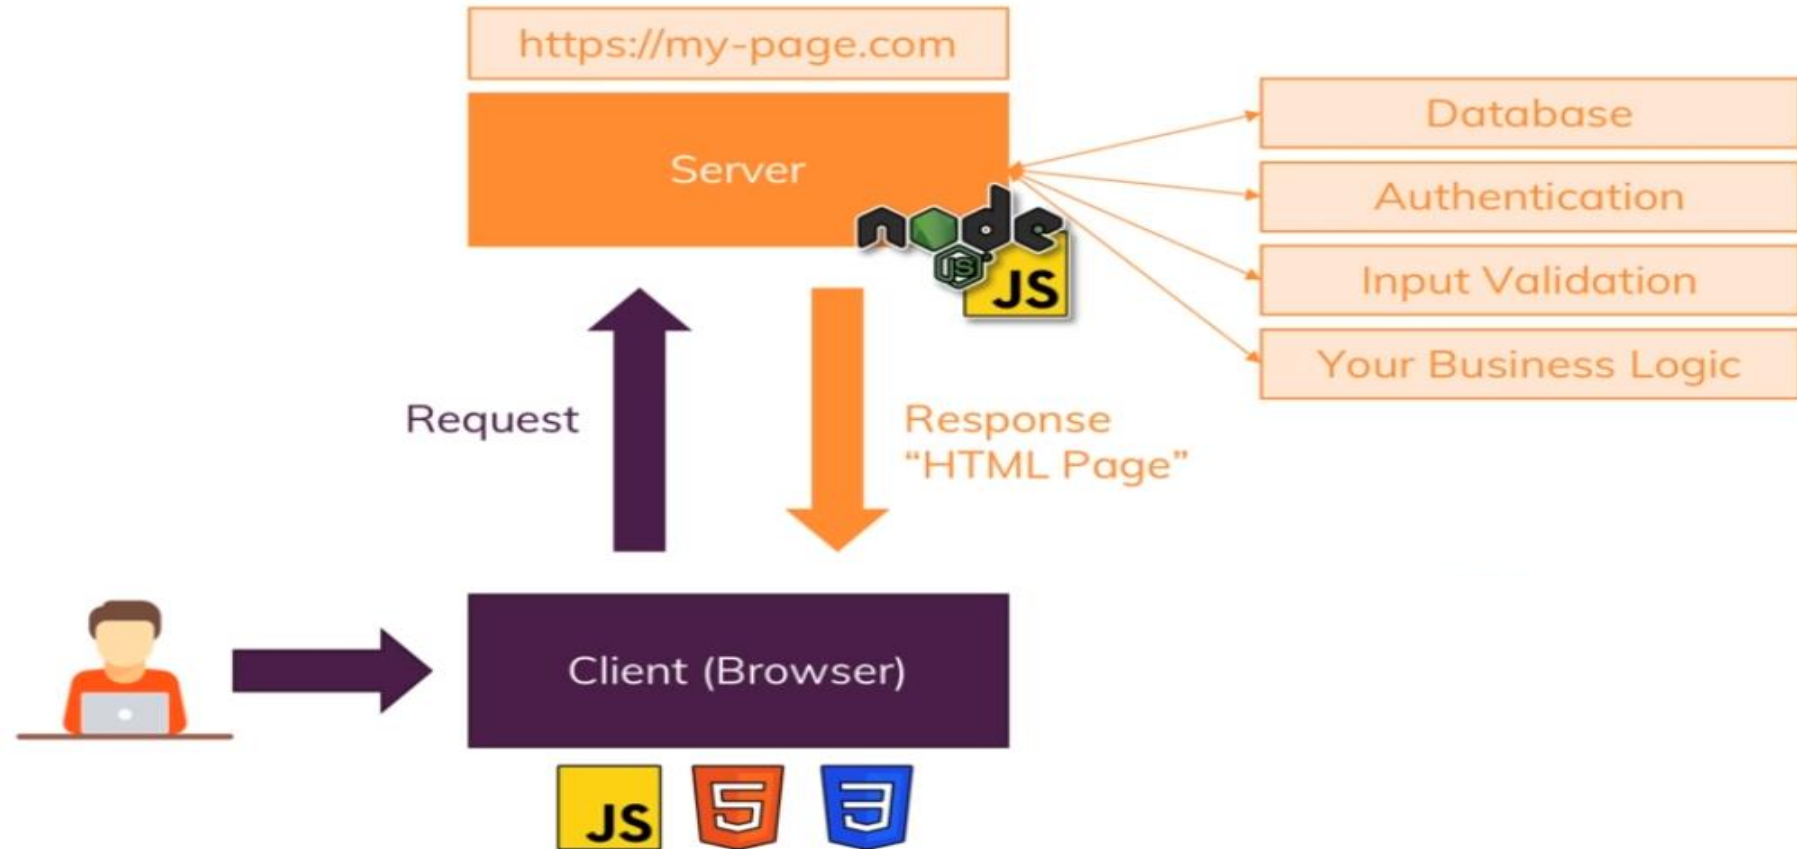 https://my-page.com
Server
Database
Authentication
Input Validation
Your Business Logic
node
JS
JS
Request
Response
“HTML Page”
Client (Browser)
JS
5
3